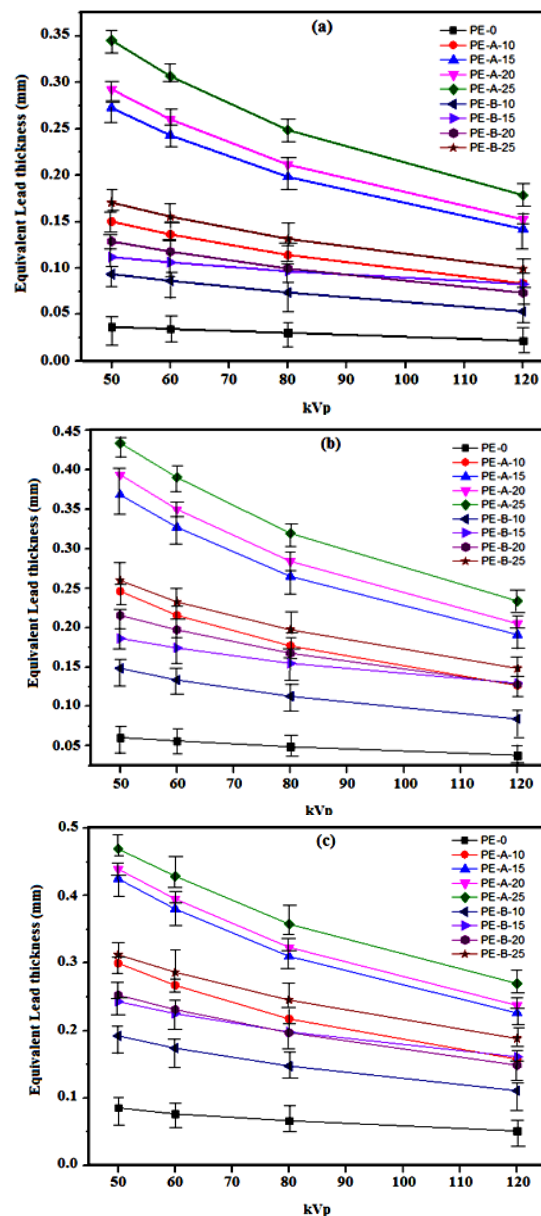 (a)
PE-0
PE-A-10
PE-A-15
PE-A-20
PE-A-25
PE-B-10
PE-B-15
PE-B-20
PE-B-25
Equivalent Lead thickness (mm)
0.35
0.30
0.25
0.20
0.15
0.10
0.05
0.00
50 60 70 80 90 100 110 120
kVp
(b)
PE-0
PE-A-10
PE-A-15
PE-A-20
PE-A-25
PE-B-10
PE-B-15
PE-B-20
PE-B-25
Equivalent Lead thickness (mm)
0.45
0.40
0.35
0.30
0.25
0.20
0.15
0.10
0.05
50 60 70 80 90 100 110 120
kVp
(c)
PE-0
PE-A-10
PE-A-15
PE-A-20
PE-A-25
PE-B-10
PE-B-15
PE-B-20
PE-B-25
Equivalent Lead thickness (mm)
0.5
0.4
0.3
0.2
0.1
0.0
50 60 70 80 90 100 110 120
kVp